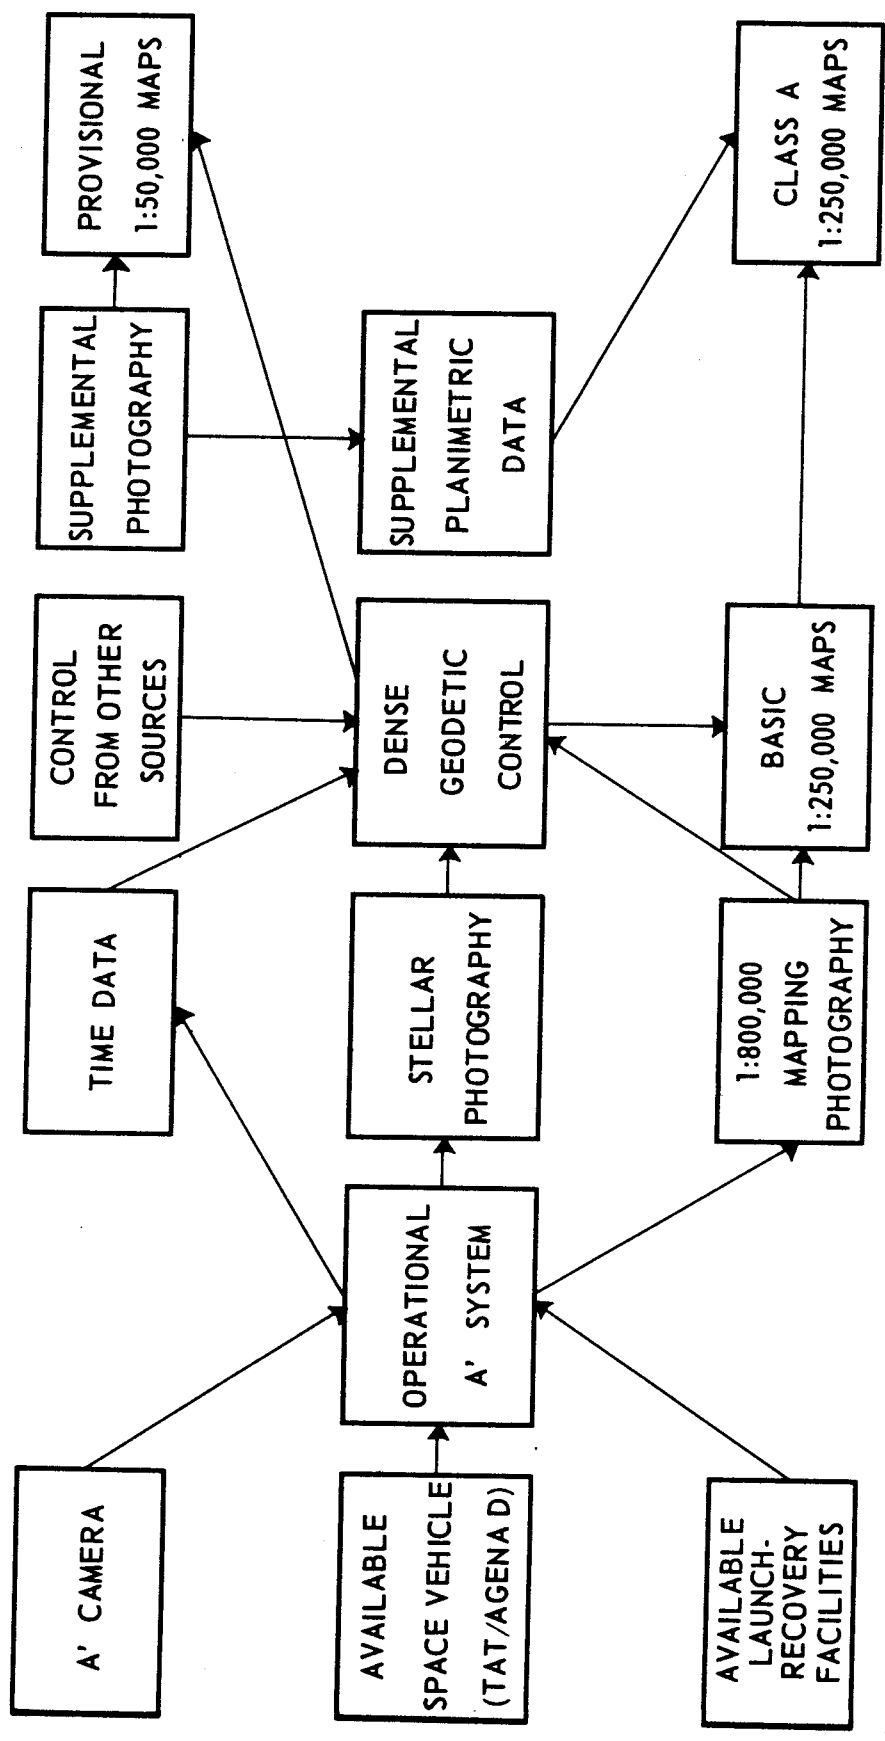 A' CAMERA
AVAILABLE
SPACE VEHICLE
(TAT/AGENA D)
AVAILABLE
LAUNCH-
RECOVERY
FACILITIES
OPERATIONAL
A' SYSTEM
TIME DATA
STELLAR
PHOTOGRAPHY
1:800,000
MAPPING
PHOTOGRAPHY
CONTROL
FROM OTHER
SOURCES
DENSE
GEODETIC
CONTROL
BASIC
1:250,000 MAPS
SUPPLEMENTAL
PHOTOGRAPHY
SUPPLEMENTAL
PLANIMETRIC
DATA
PROVISIONAL
1:50,000 MAPS
CLASS A
1:250,000 MAPS